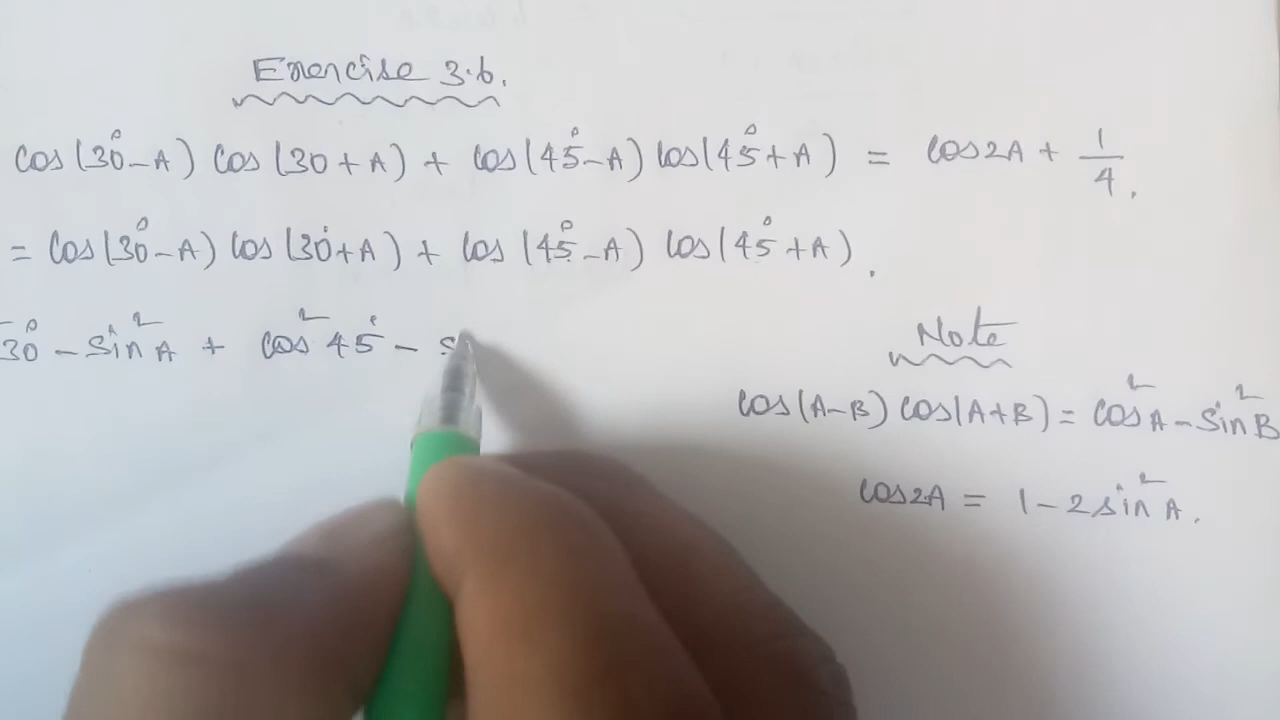 Exercise 3.6.
cos(30°-A) cos(30+A) + cos(45°-A) cos(45°+A) = cos2A + 1/4.
= cos(30°-A) cos(30°+A) + cos(45°-A) cos(45°+A).
30° - sin²A + cos²45° - s
Note
cos(A-B) cos(A+B) = cos²A - sin²B
cos2A = 1 - 2sin²A.